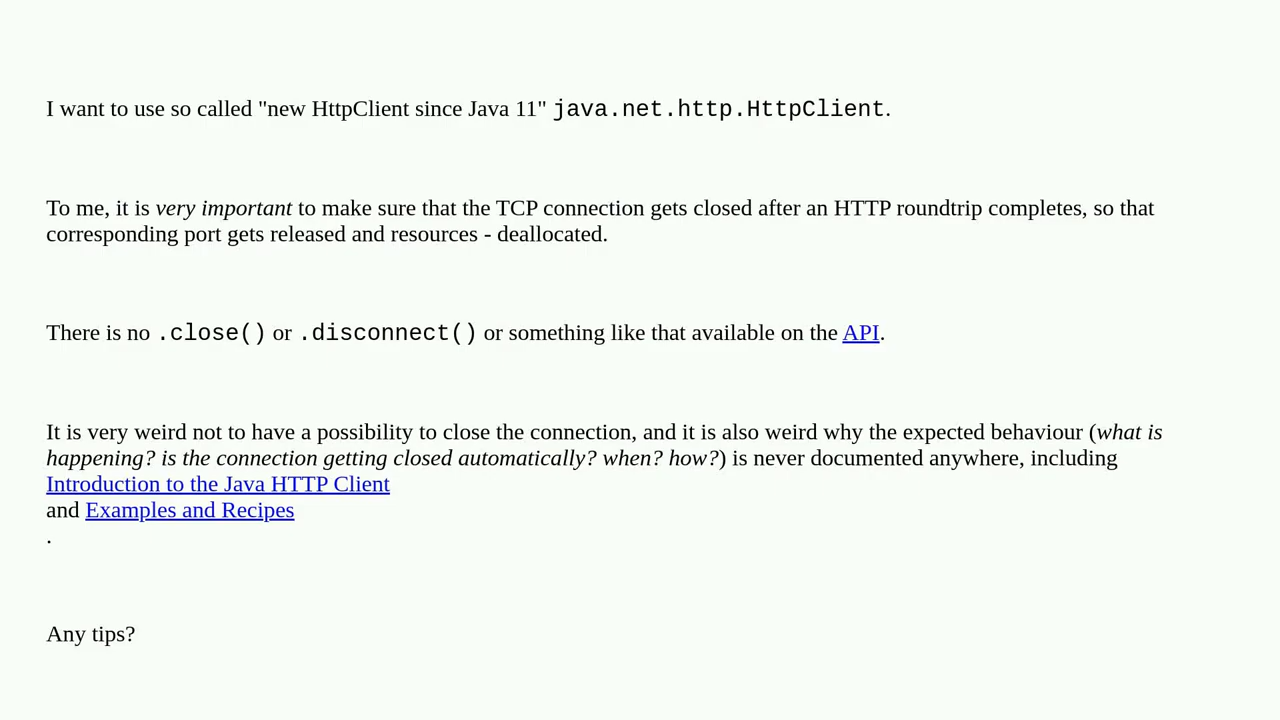 I want to use so called "new HttpClient since Java 11" java.net.http.HttpClient.
To me, it is very important to make sure that the TCP connection gets closed after an HTTP roundtrip completes, so that
corresponding port gets released and resources - deallocated.
There is no .close() or .disconnect() or something like that available on the API.
It is very weird not to have a possibility to close the connection, and it is also weird why the expected behaviour (what is
happening? is the connection getting closed automatically? when? how?) is never documented anywhere, including
Introduction to the Java HTTP Client
and Examples and Recipes
.
Any tips?